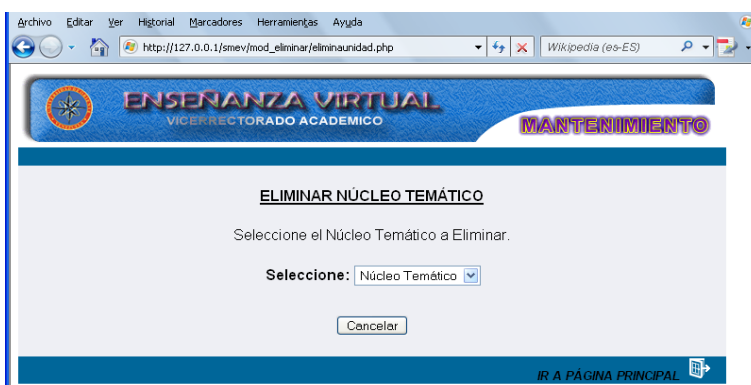 Archivo Editar Ver Historial Marcadores Herramientas Ayuda
http://127.0.0.1/smev/mod_eliminar/eliminaunidad.php Wikipedia (es-ES)
ENSEÑANZA VIRTUAL
VICERRECTORADO ACADEMICO
MANTENIMIENTO
ELIMINAR NÚCLEO TEMÁTICO
Seleccione el Núcleo Temático a Eliminar.
Seleccione: Núcleo Temático
Cancelar
IR A PÁGINA PRINCIPAL